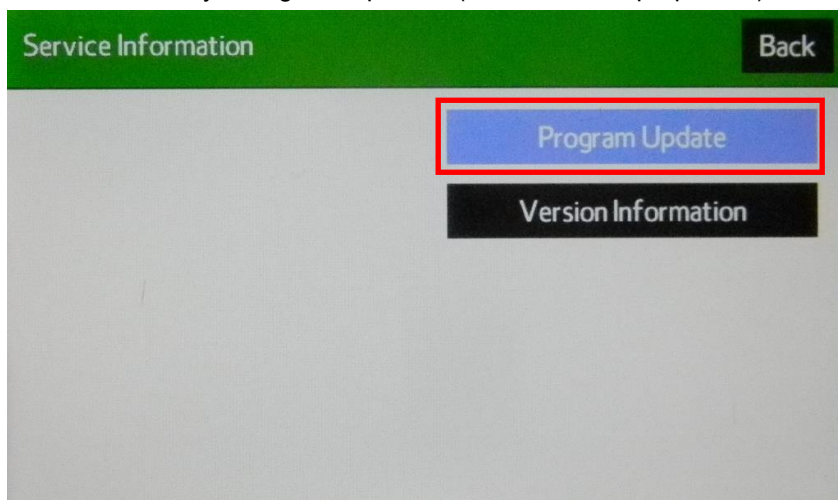 Service Information
Back
Program Update
Version Information